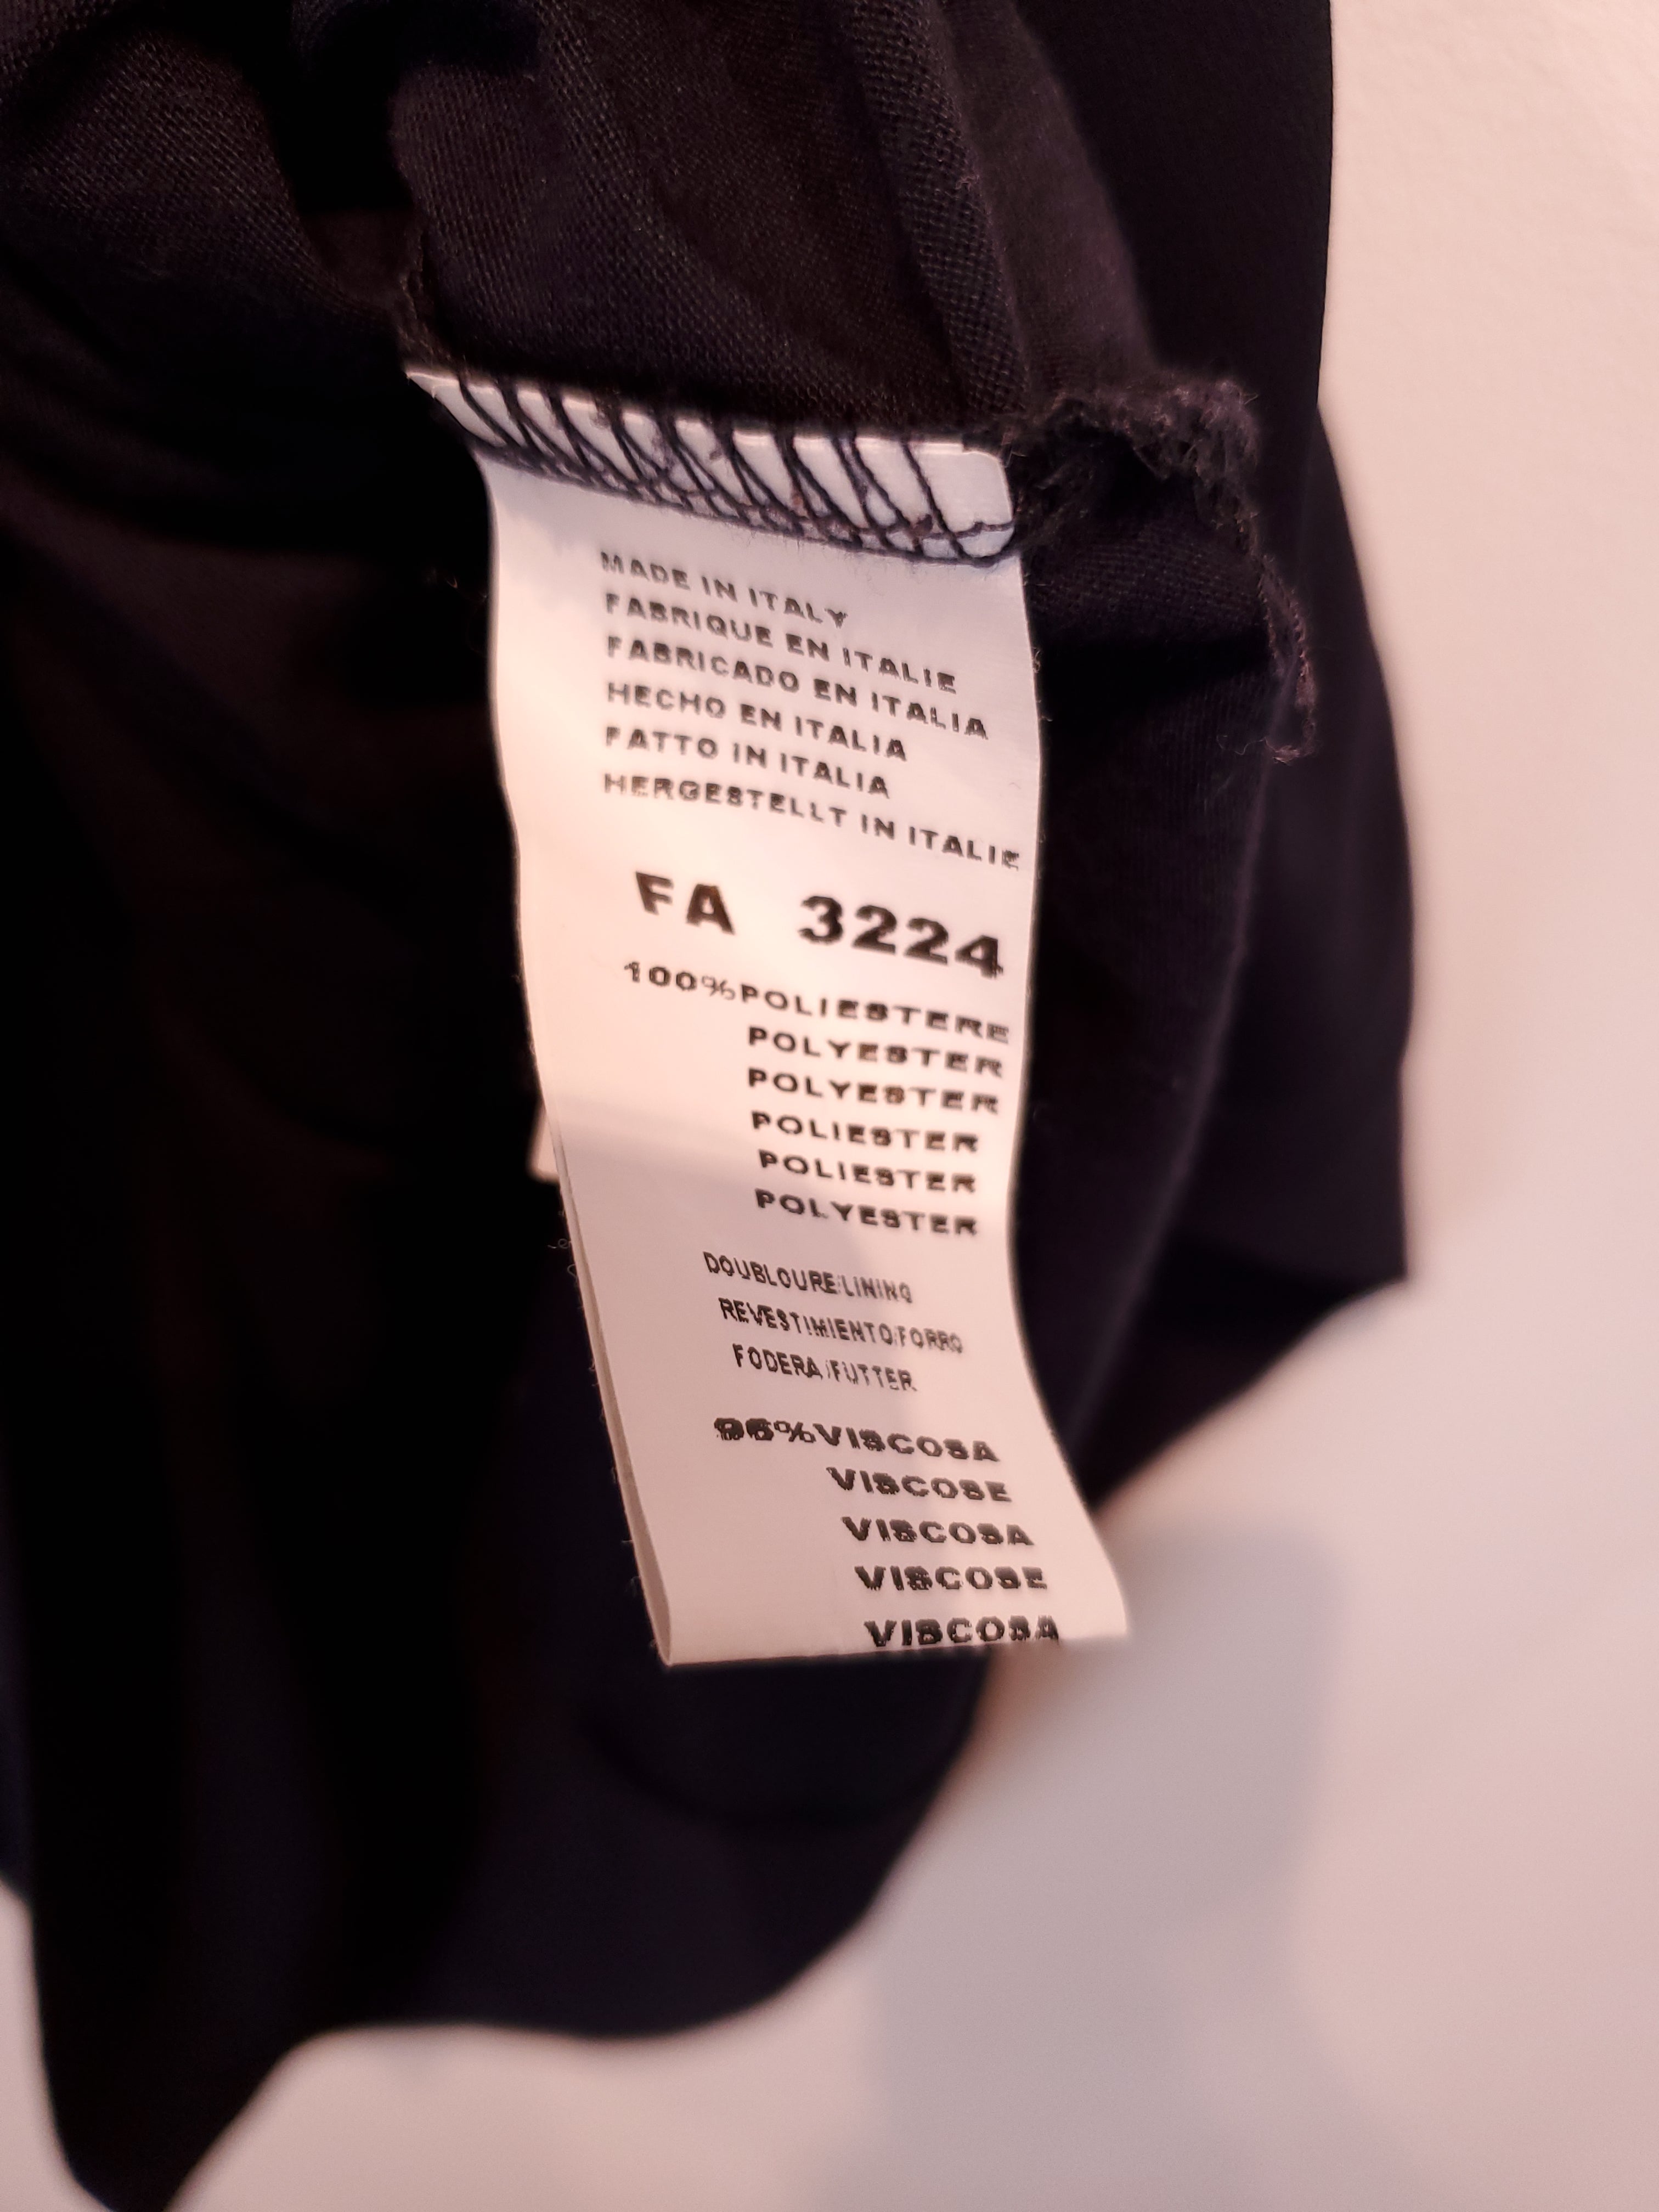 MADE IN ITALY
FABRIQUE EN ITALIE
FABRICADO EN ITALIA
HECHO EN ITALIA
FATTO IN ITALIA
HERGESTELLT IN ITALIE
FA 3224
100%POLIESTERE
POLYESTER
POLYESTER
POLIESTER
POLIESTER
POLYESTER
DOUBLOURE/LINING
REVESTIMIENTO/FORRO
FODERA/FUTTER
VISCOSA
VISCOSE
VISCOSA
VISCOSE
VISCOSA